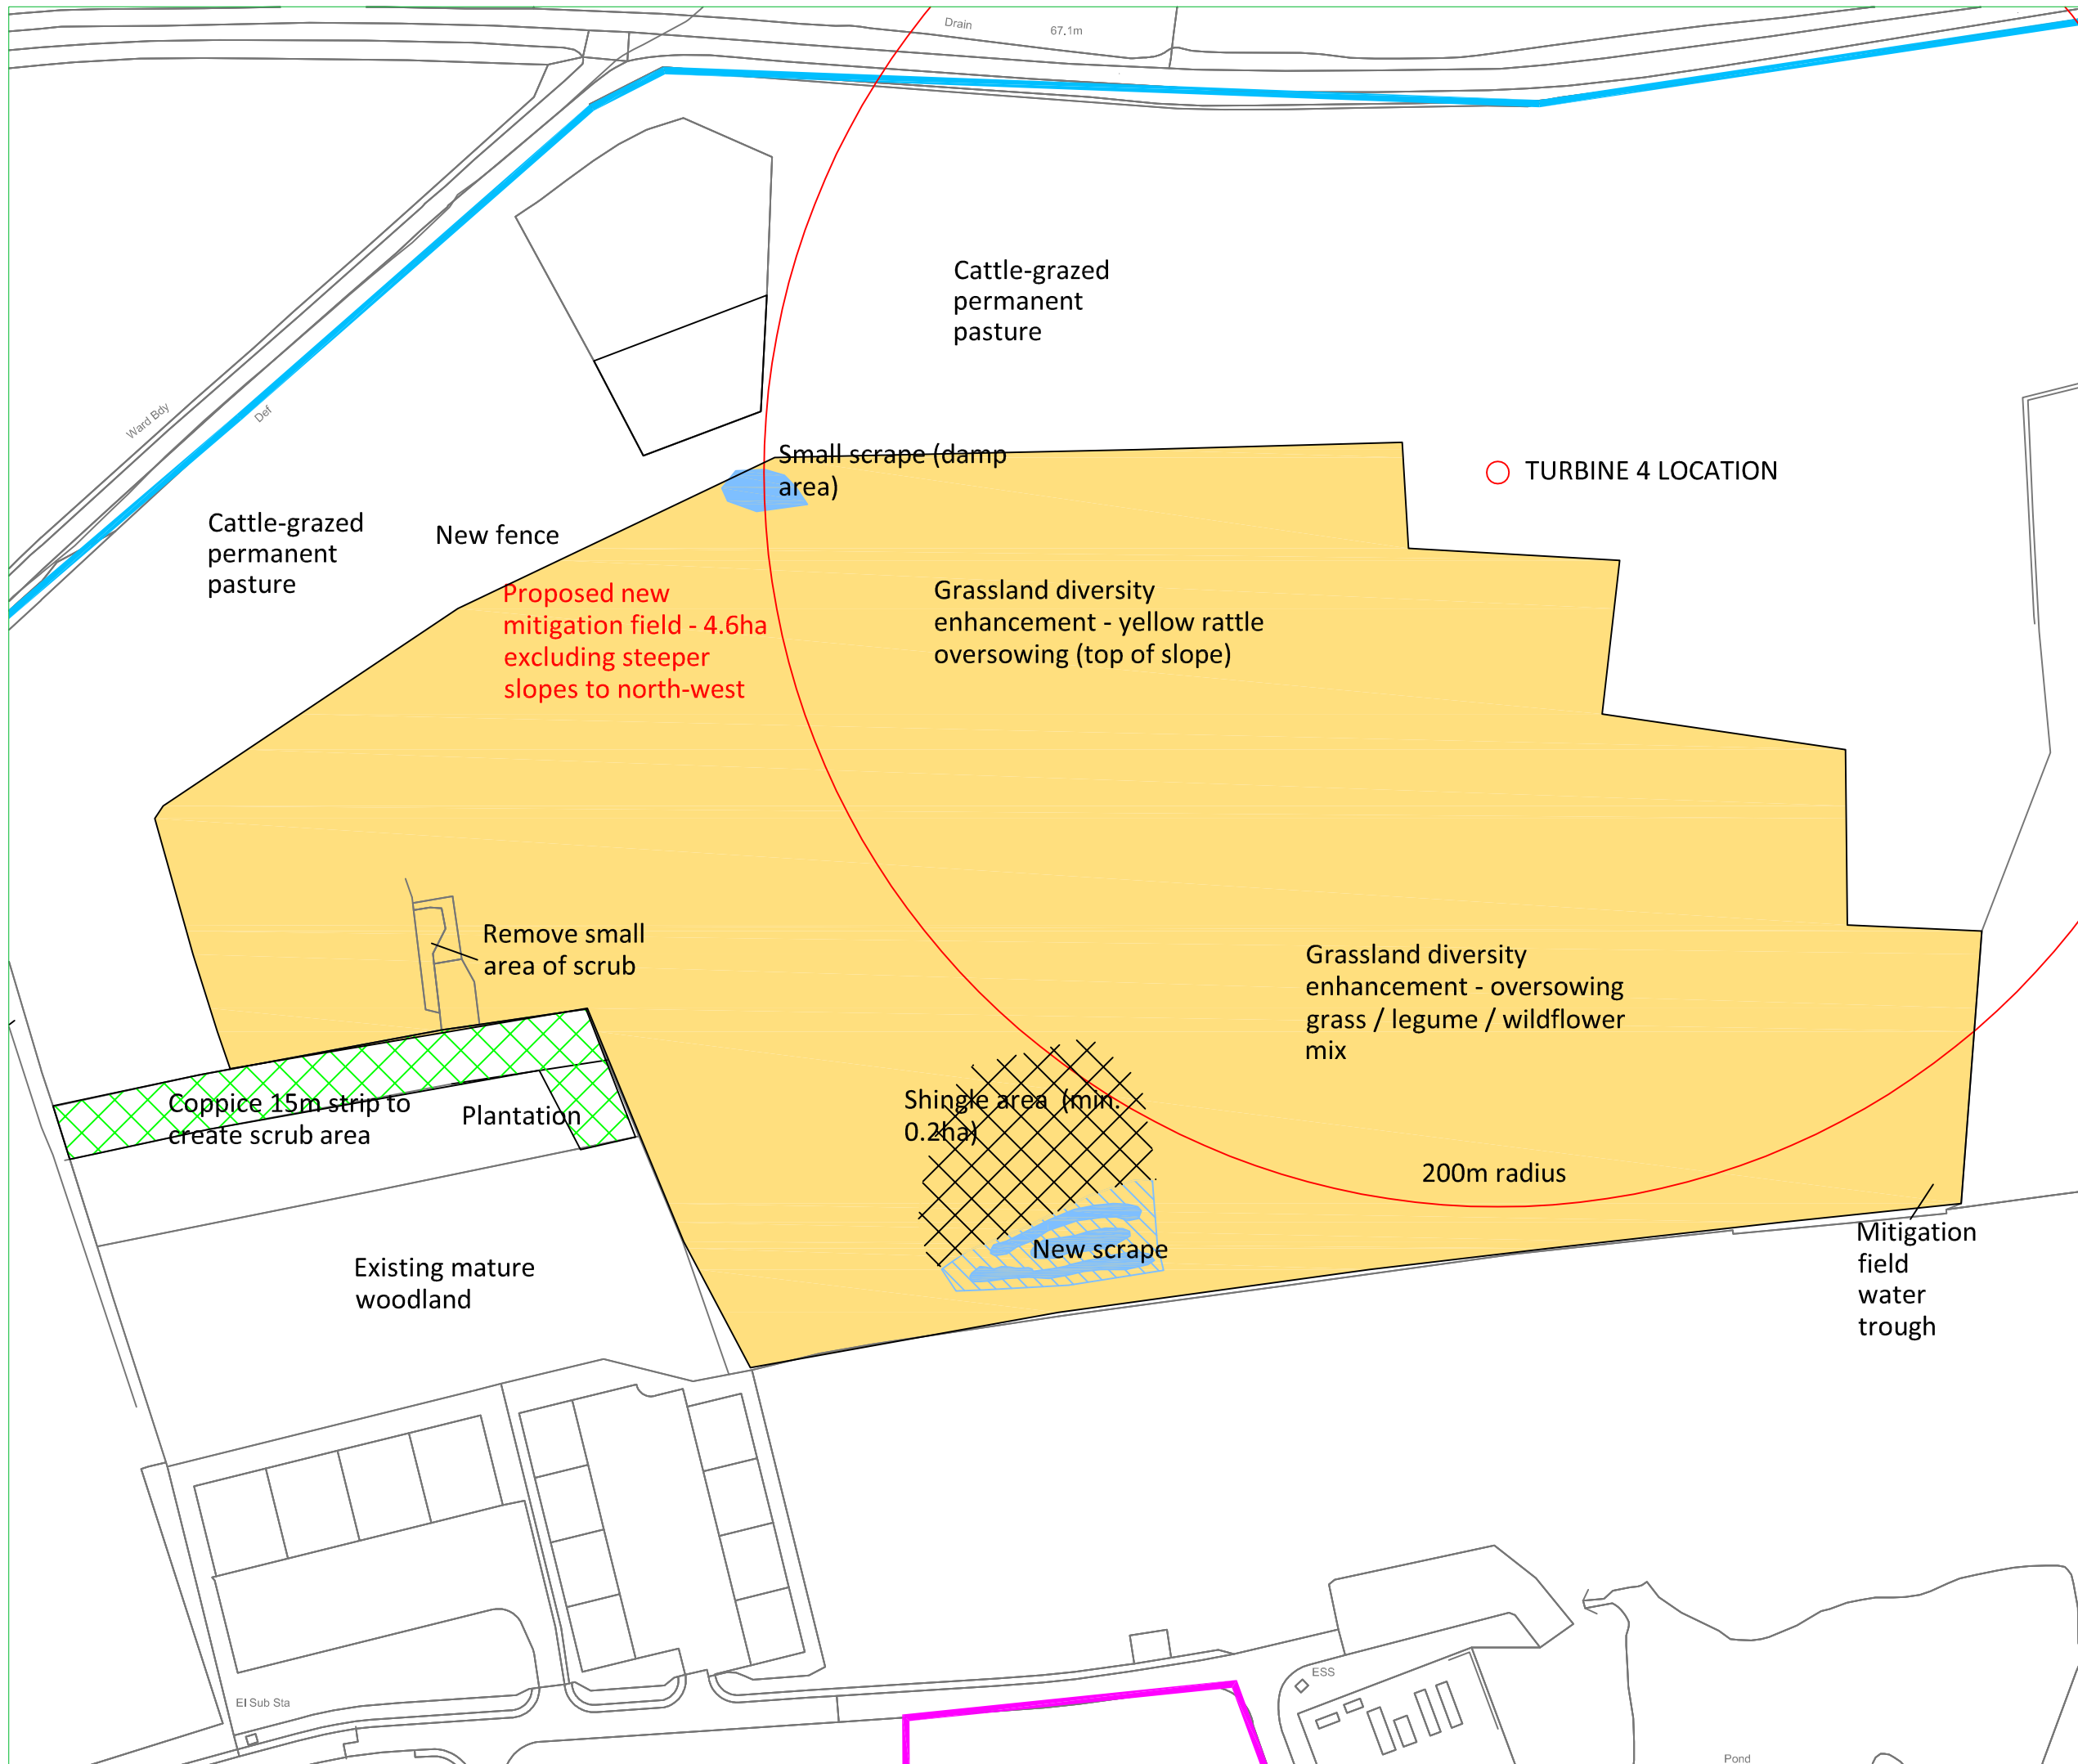 Drain
67.1m
Cattle-grazed
permanent
pasture
Ward Bdy
Def
Small scrape (damp
area)
TURBINE 4 LOCATION
Cattle-grazed
permanent
pasture
New fence
Proposed new
mitigation field - 4.6ha
excluding steeper
slopes to north-west
Grassland diversity
enhancement - yellow rattle
oversowing (top of slope)
Remove small
area of scrub
Grassland diversity
enhancement - oversowing
grass / legume / wildflower
mix
Coppice 15m strip to
create scrub area
Plantation
Shingle area (min.
0.2ha)
200m radius
New scrape
Mitigation
field
water
trough
Existing mature
woodland
ESS
El Sub Sta
Pond